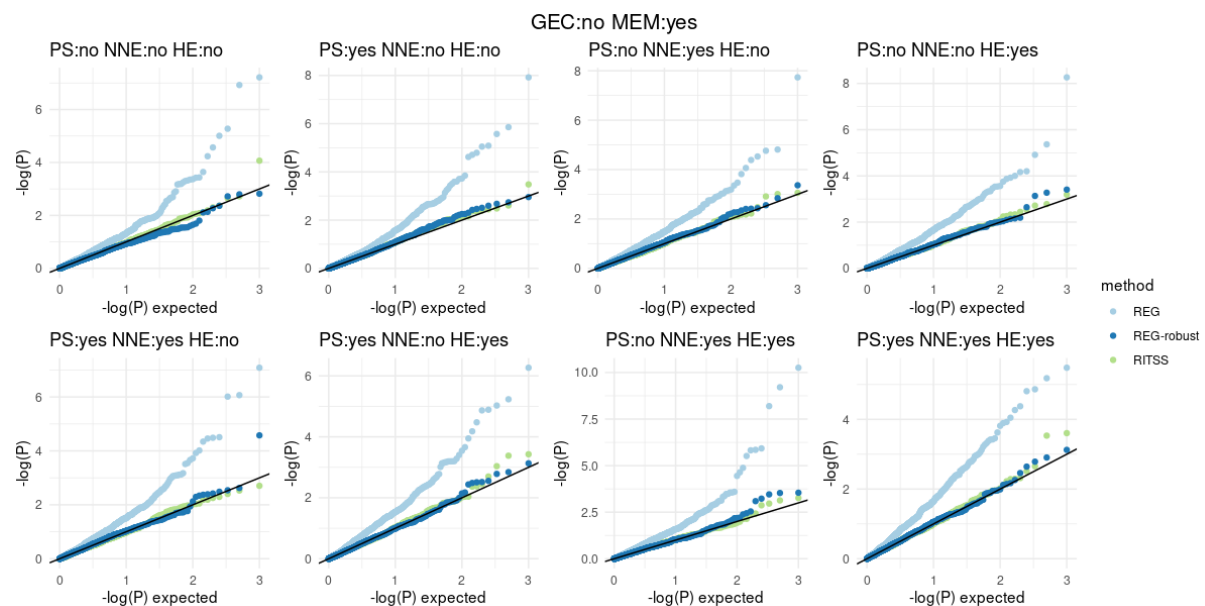 GEC:no MEM:yes
PS:no NNE:no HE:no
PS:yes NNE:no HE:no
PS:no NNE:yes HE:no
PS:no NNE:no HE:yes
-log(P)
6
4
2
0
0 1 2 3
-log(P) expected
-log(P)
8
6
4
2
0
0 1 2 3
-log(P) expected
-log(P)
8
6
4
2
0
0 1 2 3
-log(P) expected
-log(P)
8
6
4
2
0
0 1 2 3
-log(P) expected
method
REG
REG-robust
RITSS
PS:yes NNE:yes HE:no
PS:yes NNE:no HE:yes
PS:no NNE:yes HE:yes
PS:yes NNE:yes HE:yes
-log(P)
6
4
2
0
0 1 2 3
-log(P) expected
-log(P)
6
4
2
0
0 1 2 3
-log(P) expected
-log(P)
10.0
7.5
5.0
2.5
0.0
0 1 2 3
-log(P) expected
-log(P)
4
2
0
0 1 2 3
-log(P) expected